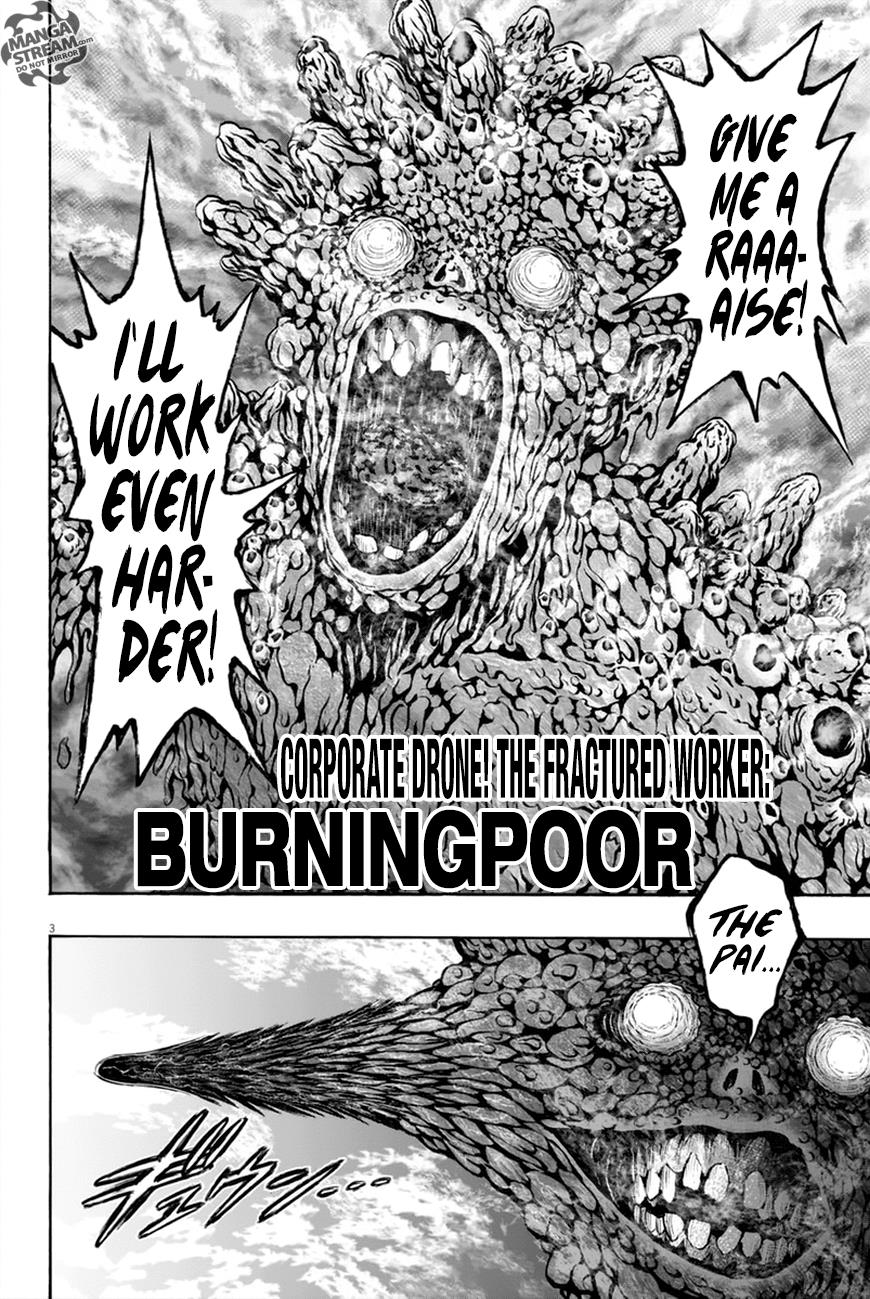 MANGA
STREAM.com
DO NOT MIRROR
GIVE
ME A
RAAA-
AISE!
I'LL
WORK
EVEN
HAR-
DER!
CORPORATE DRONE! THE FRACTURED WORKER:
BURNINGPOOR
3
THE
PAI...